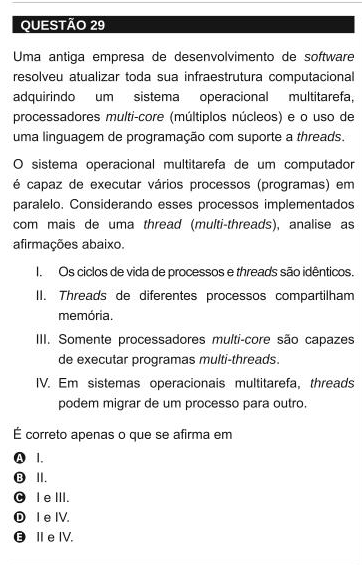 QUESTÃO 29
Uma antiga empresa de desenvolvimento de software
resolveu atualizar toda sua infraestrutura computacional
adquirindo um sistema operacional multitarefa,
processadores multi-core (múltiplos núcleos) e o uso de
uma linguagem de programação com suporte a threads.
O sistema operacional multitarefa de um computador
é capaz de executar vários processos (programas) em
paralelo. Considerando esses processos implementados
com mais de uma thread (multi-threads), analise as
afirmações abaixo.
I. Os ciclos de vida de processos e threads são idênticos.
II. Threads de diferentes processos compartilham
memória.
III. Somente processadores multi-core são capazes
de executar programas multi-threads.
IV. Em sistemas operacionais multitarefa, threads
podem migrar de um processo para outro.
É correto apenas o que se afirma em
A I.
B II.
C I e III.
D I e IV.
E II e IV.